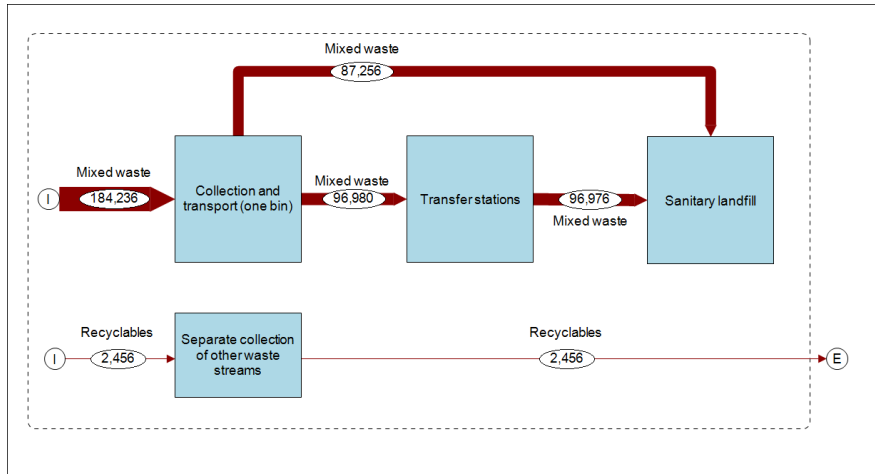 Mixed waste
87,256
Mixed waste
184,236
I
Collection and
transport (one bin)
Mixed waste
96,980
Transfer stations
96,976
Mixed waste
Sanitary landfill
Recyclables
I
2,456
Separate collection
of other waste
streams
Recyclables
2,456
E